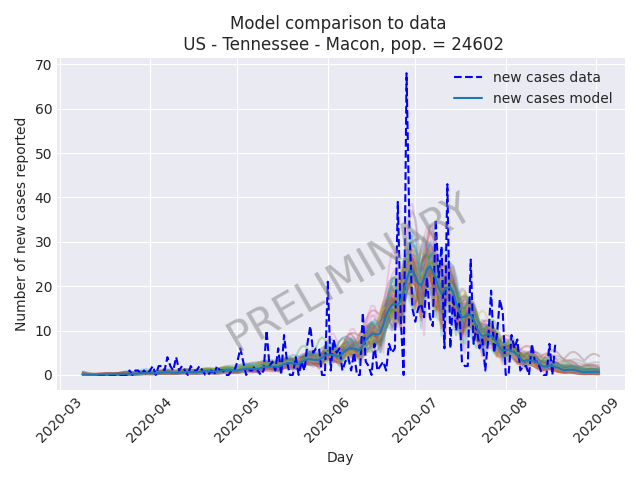 Model comparison to data
US - Tennessee - Macon, pop. = 24602
new cases data
new cases model
PRELIMINARY
Number of new cases reported
70
60
50
40
30
20
10
0
2020-03
2020-04
2020-05
2020-06
2020-07
2020-08
2020-09
Day